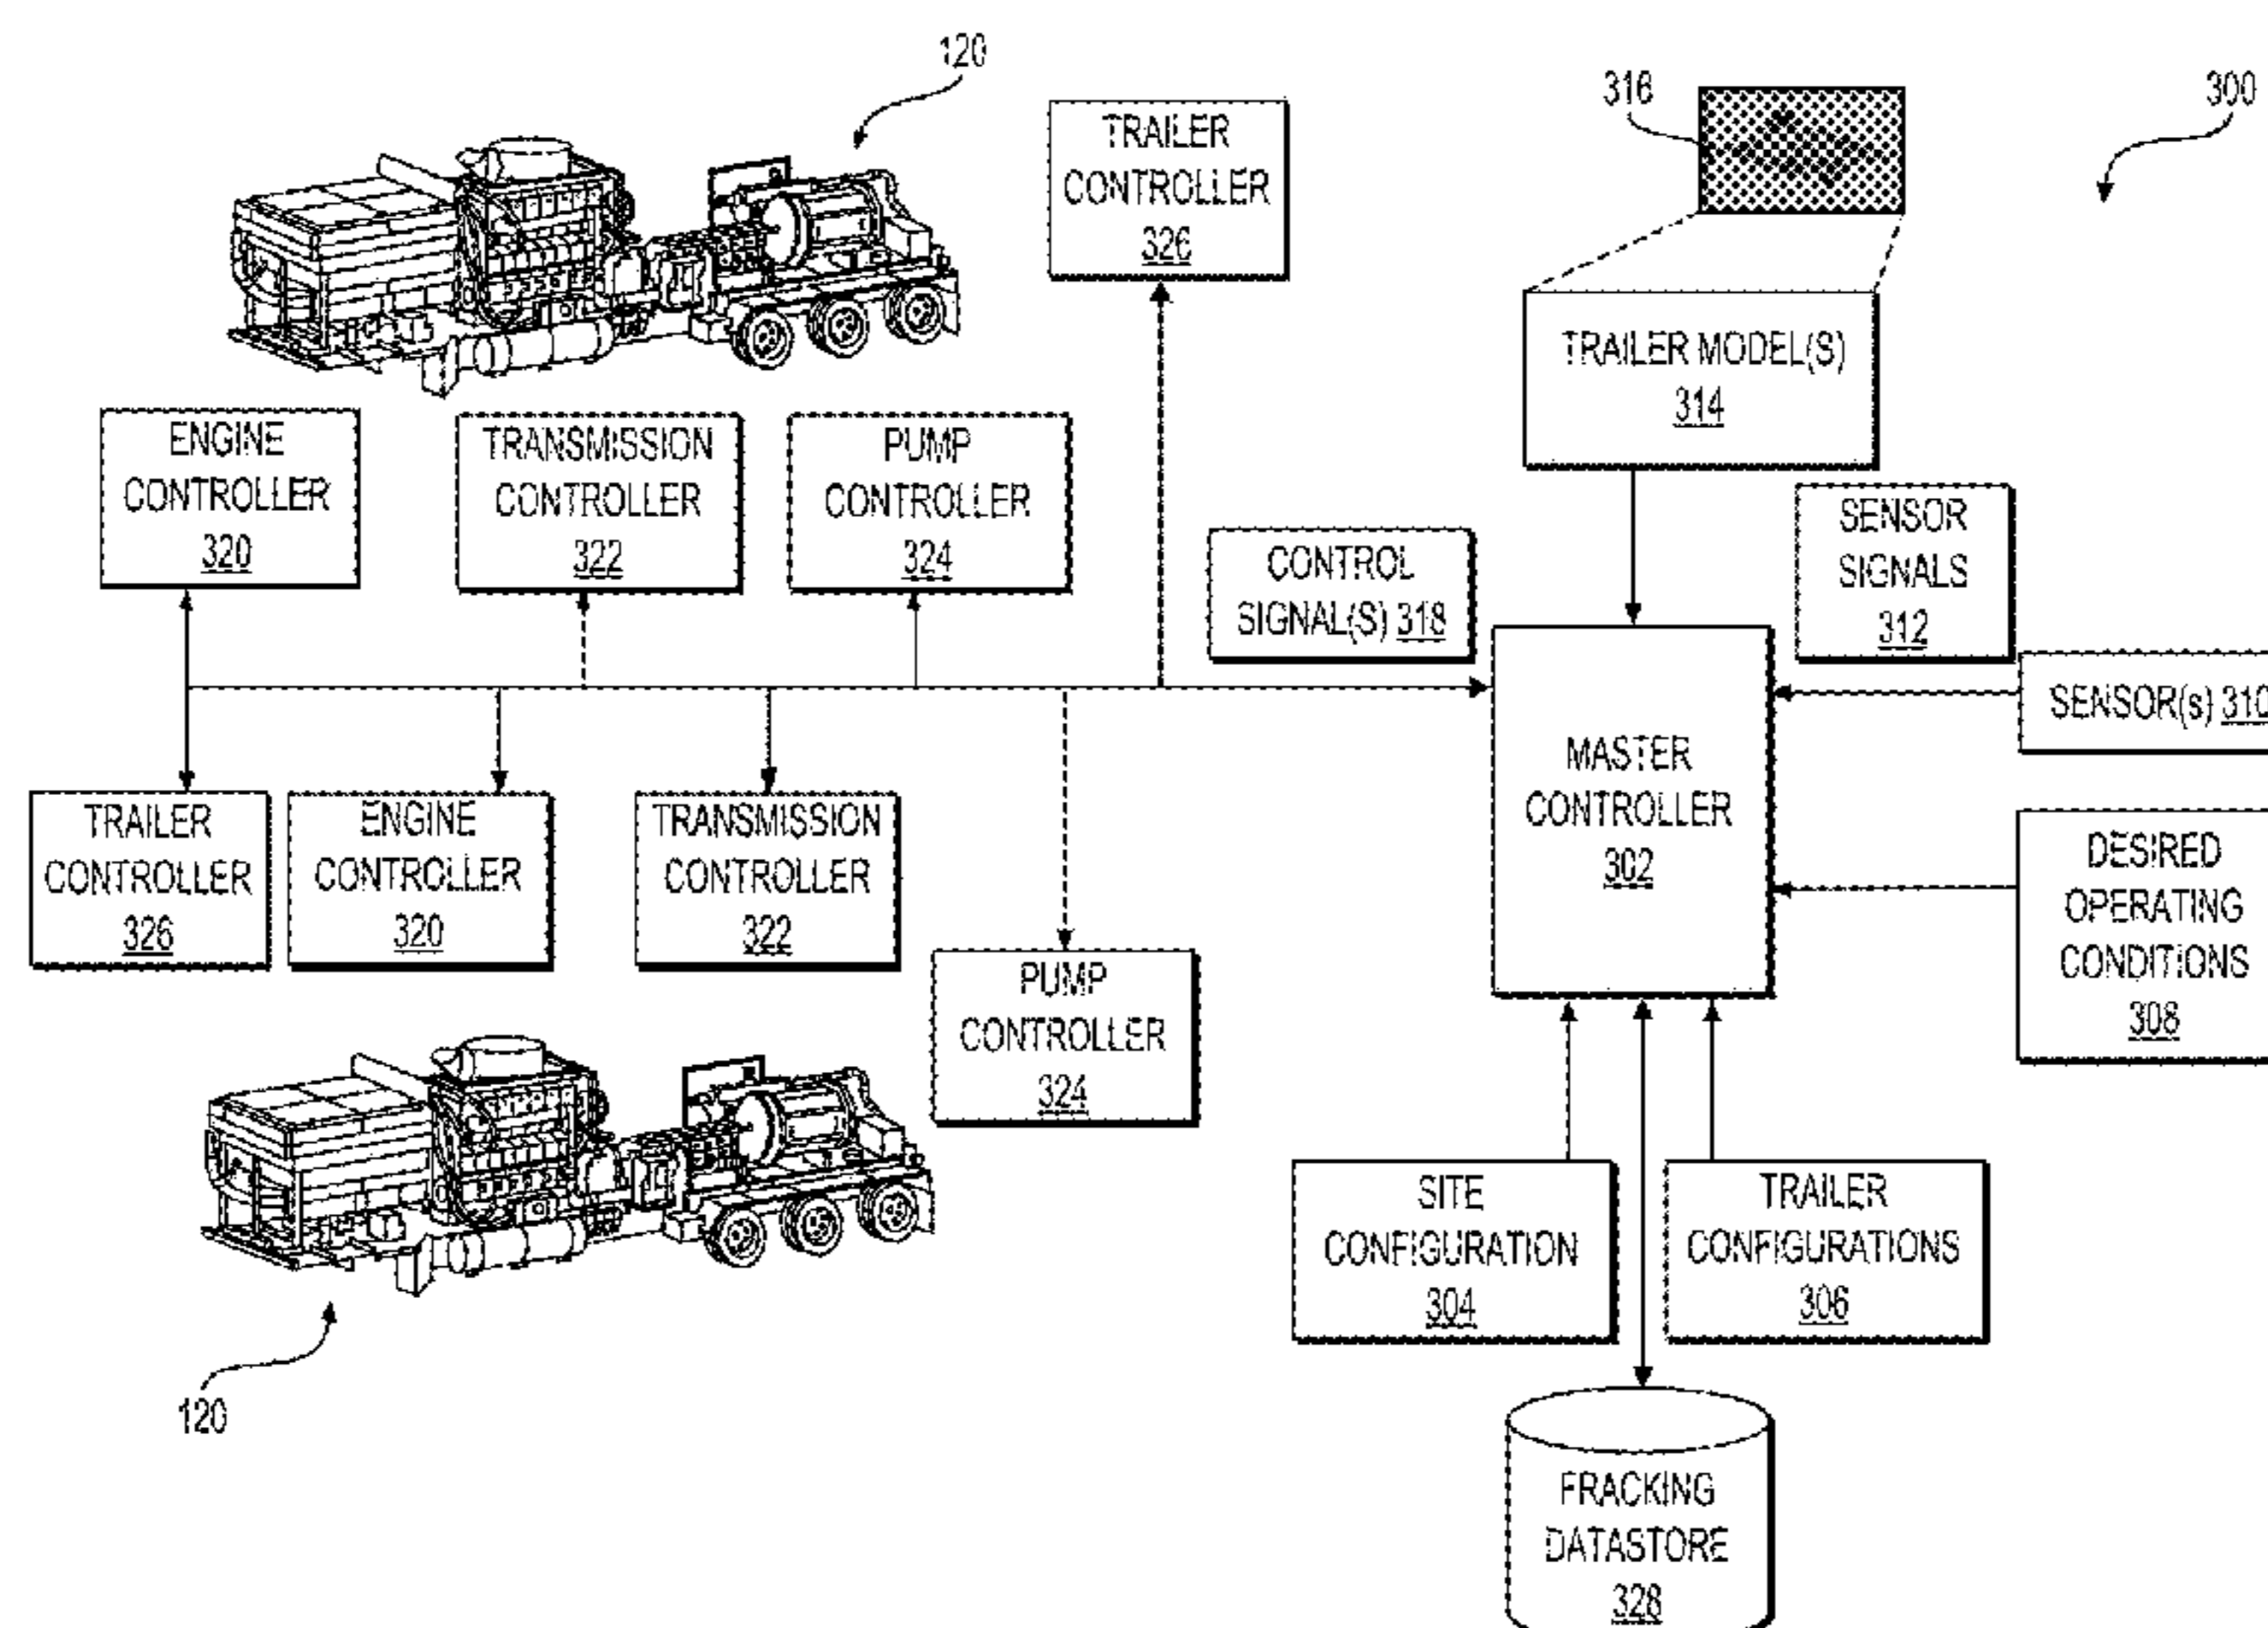 120
316
300
TRAILER
CONTROLLER
326
TRAILER MODEL(S)
314
ENGINE
CONTROLLER
320
TRANSMISSION
CONTROLLER
322
PUMP
CONTROLLER
324
CONTROL
SIGNAL(S) 318
SENSOR
SIGNALS
312
SENSOR(s) 310
MASTER
CONTROLLER
302
TRAILER
CONTROLLER
326
ENGINE
CONTROLLER
320
TRANSMISSION
CONTROLLER
322
PUMP
CONTROLLER
324
DESIRED
OPERATING
CONDITIONS
308
SITE
CONFIGURATION
304
TRAILER
CONFIGURATIONS
306
120
FRACKING
DATASTORE
328